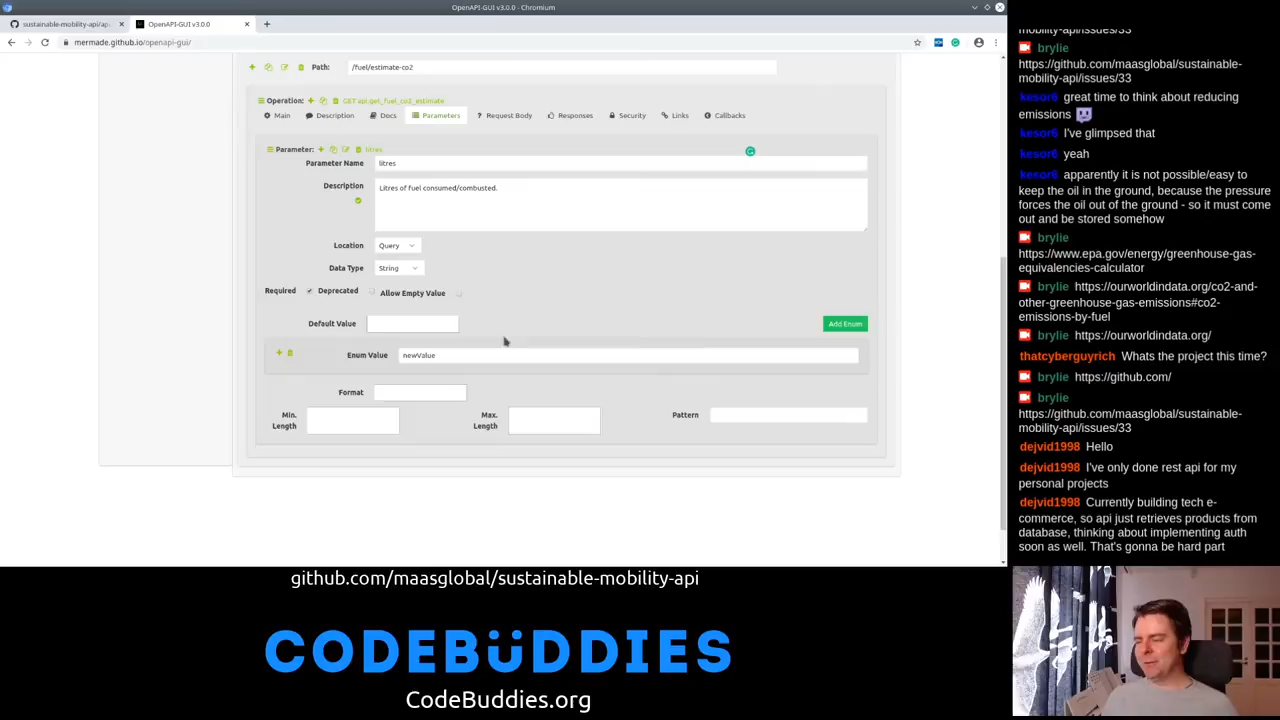 OpenAPI-GUI v3.0.0 - Chromium
sustainable-mobility-api/ap
OpenAPI-GUI v3.0.0
mermade.github.io/openapi-gui/
Path: /fuel/estimate-co2
Operation: GET api.get_fuel_co2_estimate
Main Description Docs Parameters Request Body Responses Security Links Callbacks
Parameter: litres
Parameter Name litres
Description Litres of fuel consumed/combusted.
Location Query
Data Type String
Required Deprecated Allow Empty Value
Default Value Add Enum
Enum Value newValue
Format
Min. Length Max. Length Pattern
mobility-api/issues/33
brylie
https://github.com/maasglobal/sustainable-
mobility-api/issues/33
kesor6 great time to think about reducing
emissions
kesor6 I've glimpsed that
kesor6 yeah
kesor6 apparently it is not possible/easy to
keep the oil in the ground, because the pressure
forces the oil out of the ground - so it must come
out and be stored somehow
brylie
https://www.epa.gov/energy/greenhouse-gas-
equivalencies-calculator
brylie https://ourworldindata.org/co2-and-
other-greenhouse-gas-emissions#co2-
emissions-by-fuel
brylie https://ourworldindata.org/
thatcyberguyrich Whats the project this time?
brylie https://github.com/
brylie
https://github.com/maasglobal/sustainable-
mobility-api/issues/33
dejvid1998 Hello
dejvid1998 I've only done rest api for my
personal projects
dejvid1998 Currently building tech e-
commerce, so api just retrieves products from
database, thinking about implementing auth
soon as well. That's gonna be hard part
github.com/maasglobal/sustainable-mobility-api
CODEBÜDDIES
CodeBuddies.org